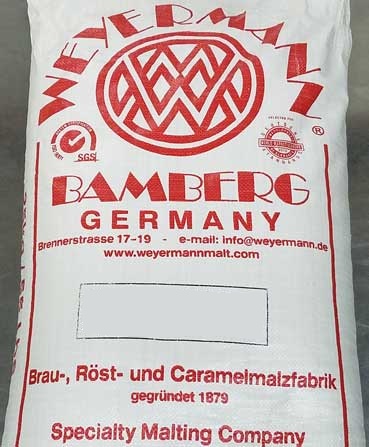 WEYERMANN
®
SGS
BAMBERG
GERMANY
Brennerstrasse 17-19 - e-mail: info@weyermann.de
www.weyermannmalt.com
Brau-, Röst- und Caramelmalzfabrik
gegründet 1879
Specialty Malting Company